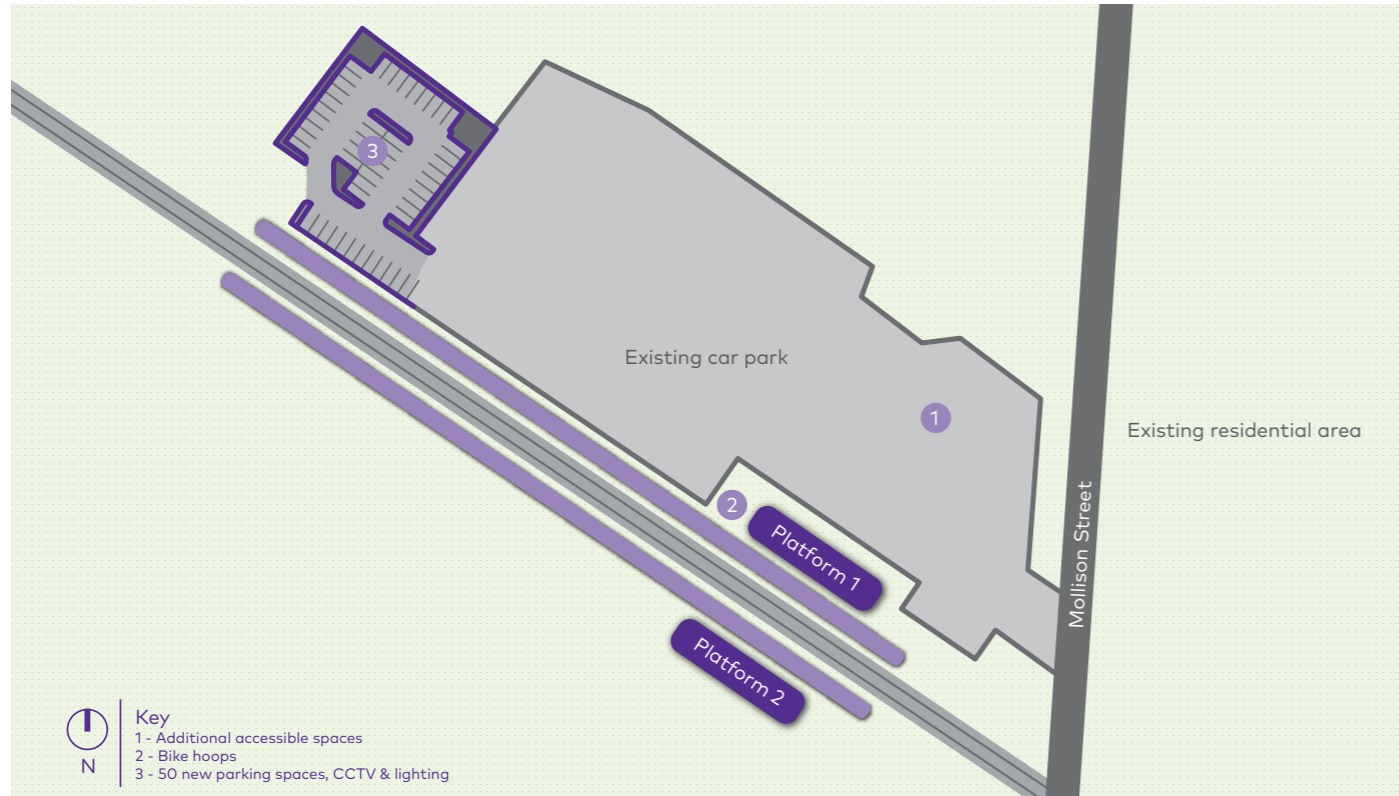 3
Existing car park
1
Existing residential area
2
Platform 1
Mollison Street
Platform 2
Key
1 - Additional accessible spaces
2 - Bike hoops
3 - 50 new parking spaces, CCTV & lighting
N